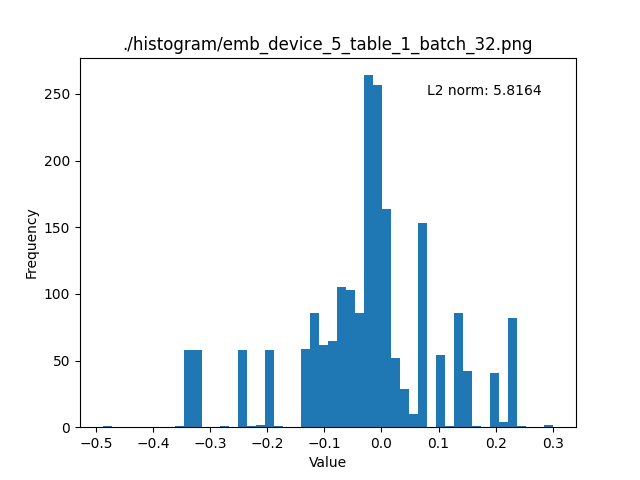 ./histogram/emb_device_5_table_1_batch_32.png
L2 norm: 5.8164
Frequency
250
200
150
100
50
0
−0.5 −0.4 −0.3 −0.2 −0.1 0.0 0.1 0.2 0.3
Value